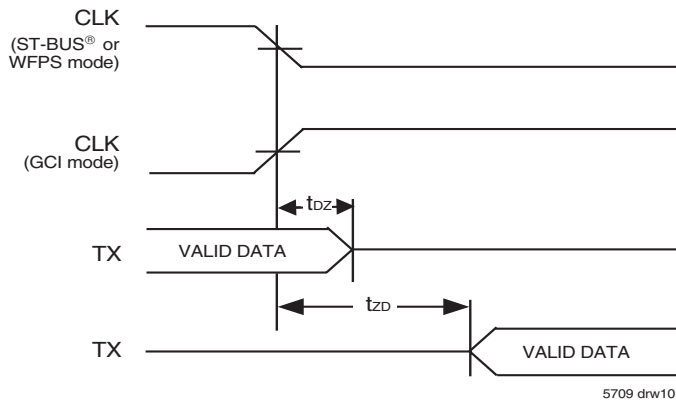 CLK
(ST-BUS® or
WFPS mode)
CLK
(GCI mode)
tDZ
TX
VALID DATA
tZD
TX
VALID DATA
5709 drw10